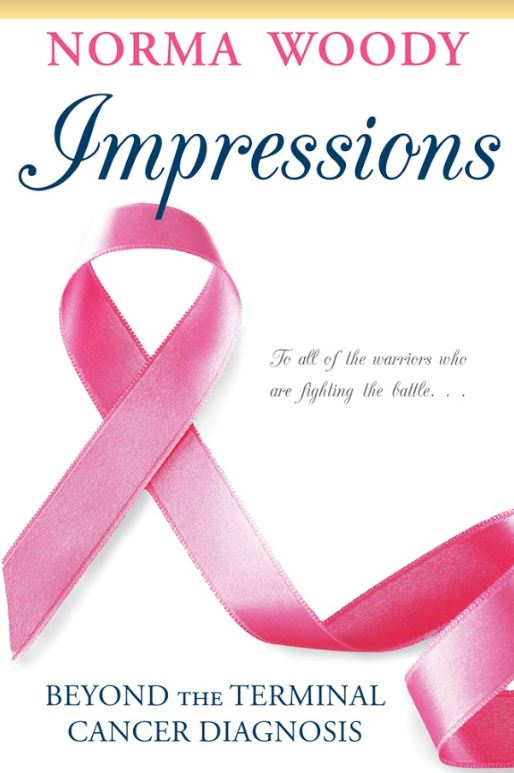 NORMA WOODY
Impressions
To all of the warriors who
are fighting the battle. . .
BEYOND THE TERMINAL
CANCER DIAGNOSIS